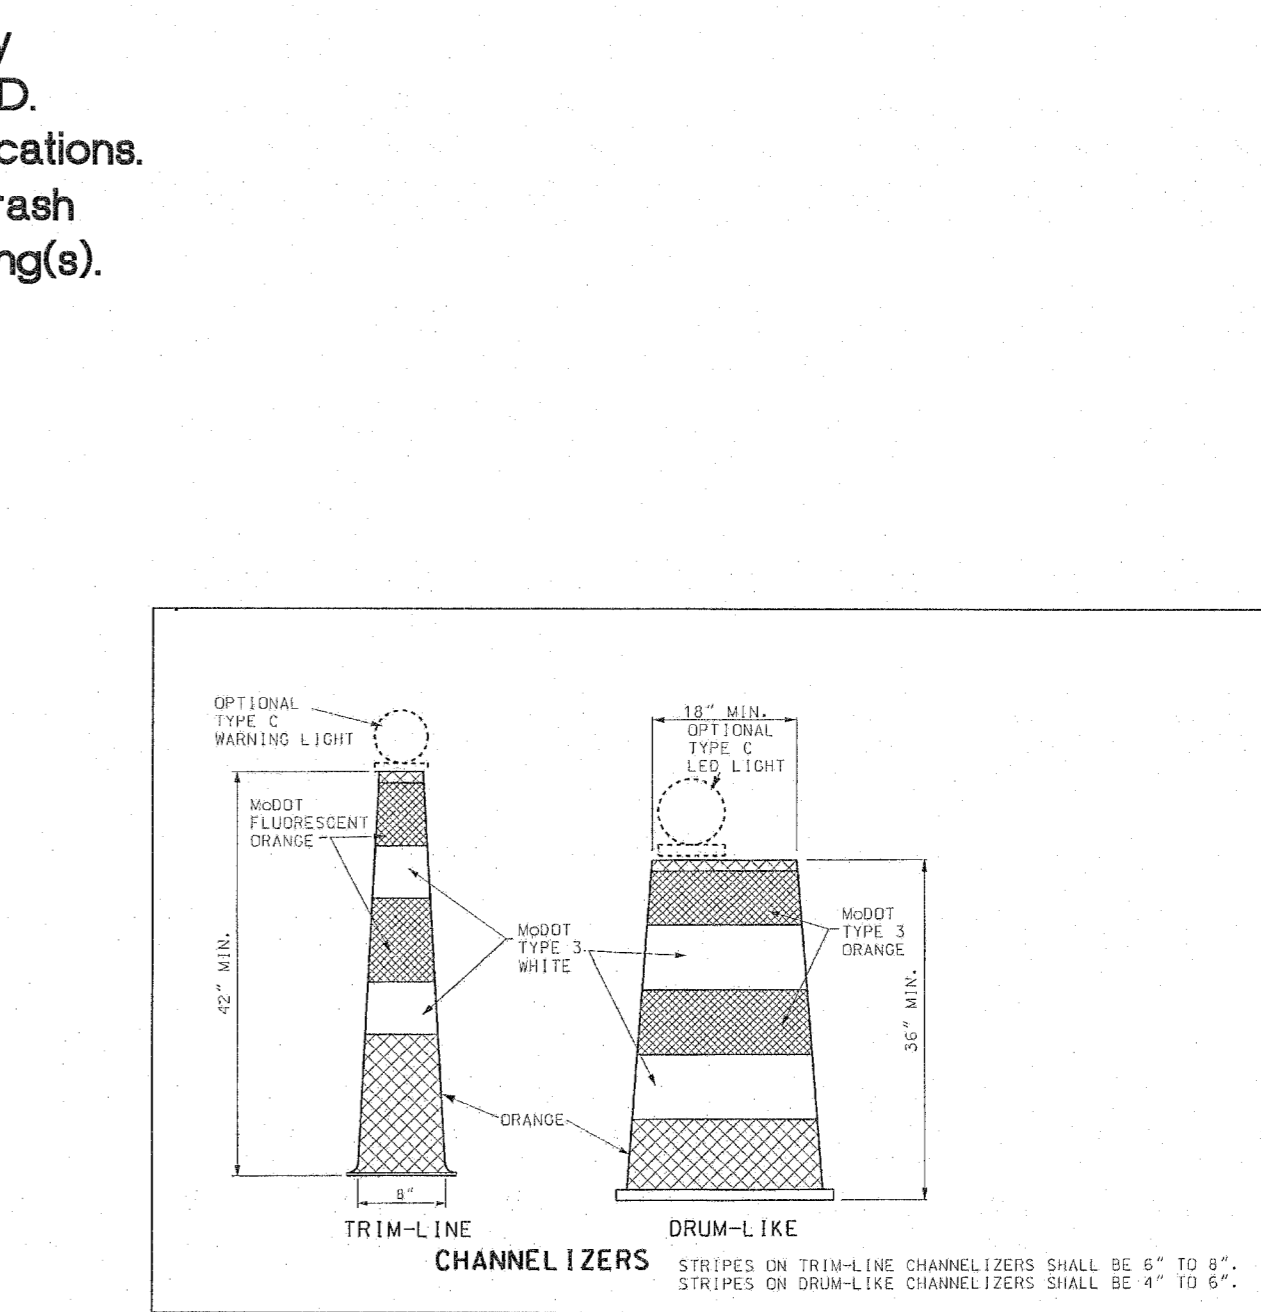 y
D.
cations.
rash
ng(s).
OPTIONAL
TYPE C
WARNING LIGHT
18" MIN.
OPTIONAL
TYPE C
LED LIGHT
MoDOT
FLUORESCENT
ORANGE
42" MIN.
MoDOT
TYPE 3
WHITE
MoDOT
TYPE 3
ORANGE
36" MIN.
ORANGE
8"
TRIM-LINE
DRUM-LIKE
CHANNELIZERS
STRIPES ON TRIM-LINE CHANNELIZERS SHALL BE 6" TO 8".
STRIPES ON DRUM-LIKE CHANNELIZERS SHALL BE 4" TO 6".